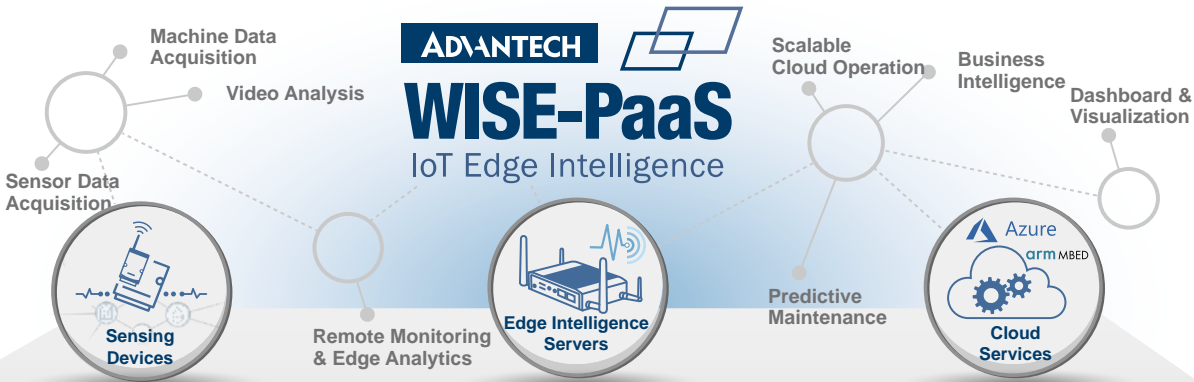 Machine Data
Acquisition
Video Analysis
Sensor Data
Acquisition
ADVANTECH
WISE-PaaS
IoT Edge Intelligence
Scalable
Cloud Operation
Business
Intelligence
Dashboard &
Visualization
Sensing
Devices
Remote Monitoring
& Edge Analytics
Edge Intelligence
Servers
Predictive
Maintenance
Azure
arm MBED
Cloud
Services